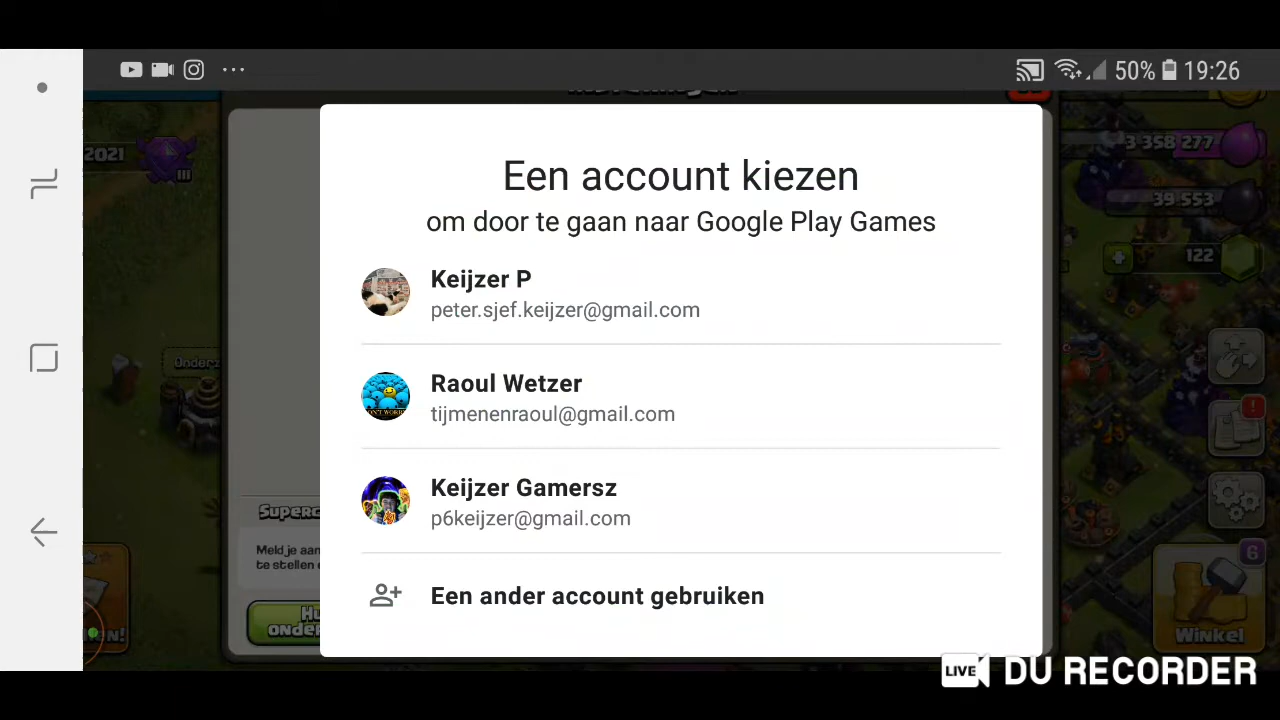 50% 19:26
2021
3 358 277
39 553
122
Een account kiezen
om door te gaan naar Google Play Games
Keijzer P
peter.sjef.keijzer@gmail.com
Raoul Wetzer
tijmenenraoul@gmail.com
Keijzer Gamersz
p6keijzer@gmail.com
Een ander account gebruiken
Meld je aan
te stellen
6
Winkel
LIVE DU RECORDER